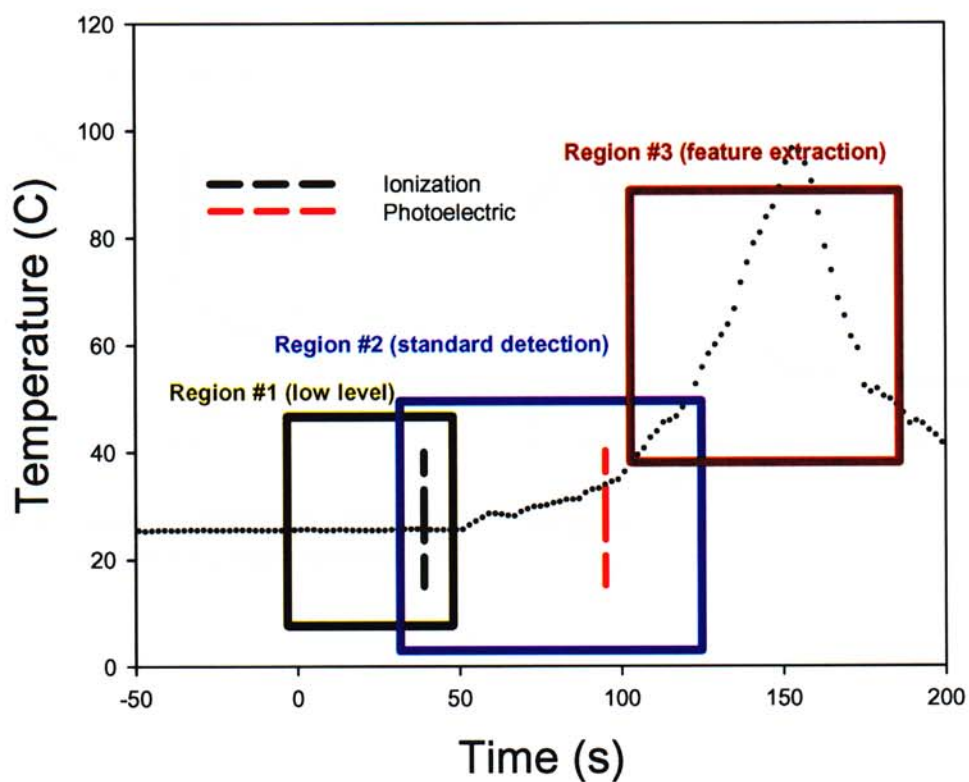 120
100
80
60
40
20
0
Temperature (C)
Region #3 (feature extraction)
Ionization
Photoelectric
Region #2 (standard detection)
Region #1 (low level)
-50 0 50 100 150 200
Time (s)